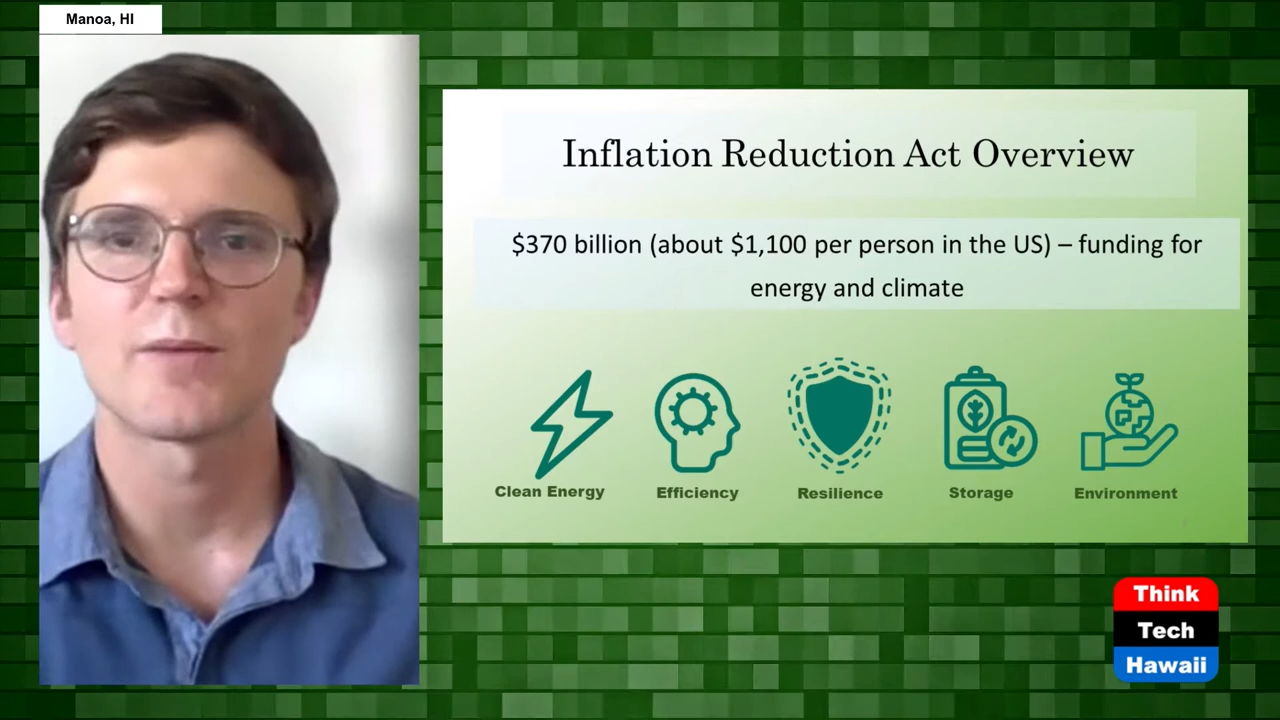 Manoa, HI
Inflation Reduction Act Overview
$370 billion (about $1,100 per person in the US) – funding for
energy and climate
Clean Energy
Efficiency
Resilience
Storage
Environment
Think
Tech
Hawaii